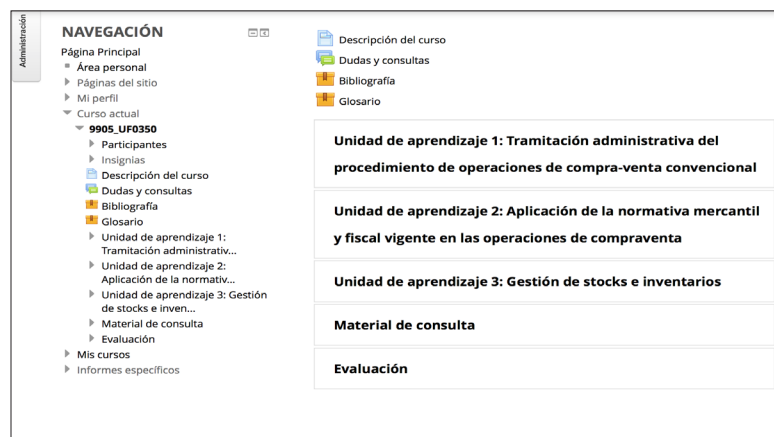 Administración
NAVEGACIÓN
Página Principal
Área personal
Páginas del sitio
Mi perfil
Curso actual
9905_UF0350
Participantes
Insignias
Descripción del curso
Dudas y consultas
Bibliografía
Glosario
Unidad de aprendizaje 1:
Tramitación administrativ...
Unidad de aprendizaje 2:
Aplicación de la normativ...
Unidad de aprendizaje 3: Gestión
de stocks e inven...
Material de consulta
Evaluación
Mis cursos
Informes específicos
Descripción del curso
Dudas y consultas
Bibliografía
Glosario
Unidad de aprendizaje 1: Tramitación administrativa del
procedimiento de operaciones de compra-venta convencional
Unidad de aprendizaje 2: Aplicación de la normativa mercantil
y fiscal vigente en las operaciones de compraventa
Unidad de aprendizaje 3: Gestión de stocks e inventarios
Material de consulta
Evaluación